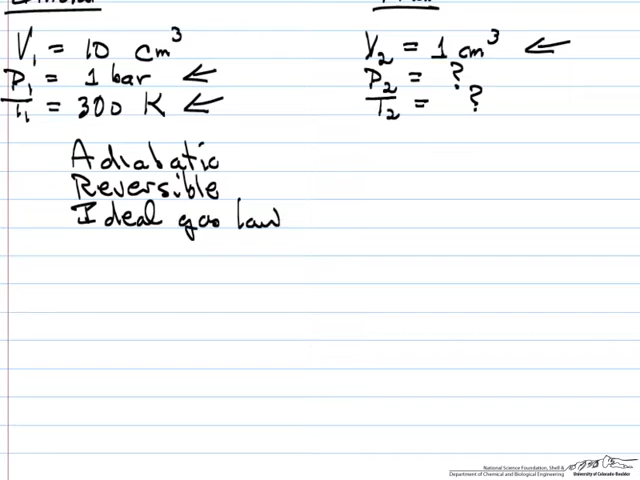 V₁ = 10 cm³
V₂ = 1 cm³
P₁ = 1 bar
P₂ = ?
T₁ = 300 K
T₂ = ?
Adiabatic
Reversible
Ideal gas law
National Science Foundation, Shell &
Department of Chemical and Biological Engineering
University of Colorado Boulder